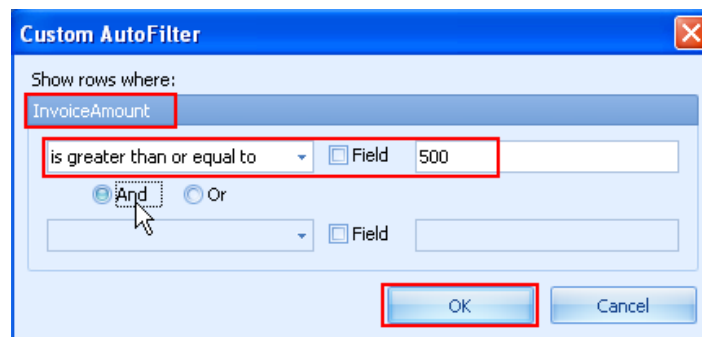 Custom AutoFilter
Show rows where:
InvoiceAmount
is greater than or equal to Field 500
And Or
Field
OK Cancel